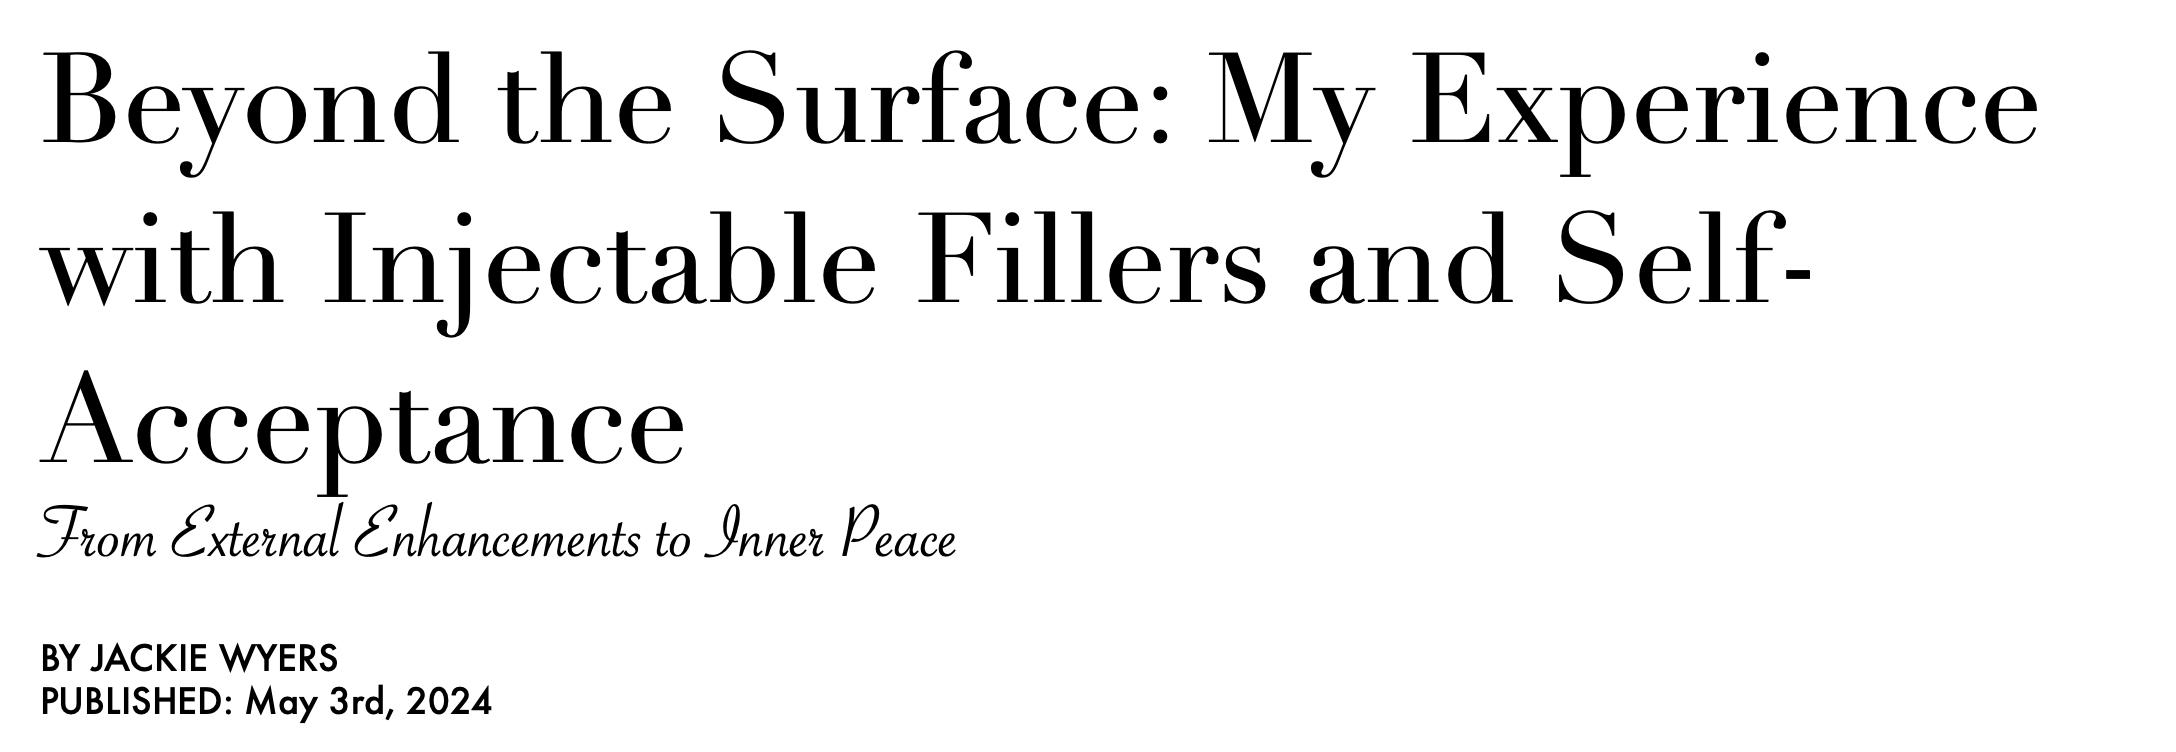 Beyond the Surface: My Experience
with Injectable Fillers and Self-
Acceptance
From External Enhancements to Inner Peace
BY JACKIE WYERS
PUBLISHED: May 3rd, 2024